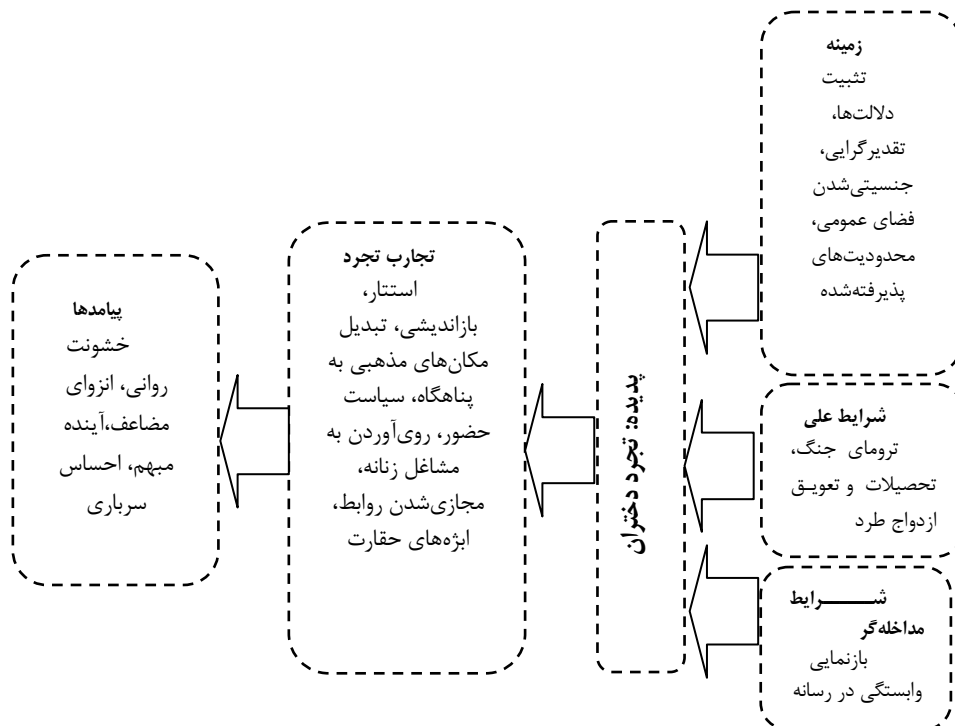 زمینه
تثبیت
دلالت‌ها،
تقدیرگرایی،
جنسیتی‌شدن
فضای عمومی،
محدودیت‌های
پذیرفته‌شده
شرایط علی
ترومای جنگ،
تحصیلات و تعویق
ازدواج طرد
شرایط
مداخله‌گر
بازنمایی
وابستگی در رسانه
پدیده: تجرد دختران
تجارب تجرد
استتار،
بازاندیشی، تبدیل
مکان‌های مذهبی به
پناهگاه، سیاست
حضور، روی‌آوردن به
مشاغل زنانه،
مجازی‌شدن روابط،
ابژه‌های حقارت
پیامدها
خشونت
روانی، انزوای
مضاعف،آینده
مبهم، احساس
سرباری